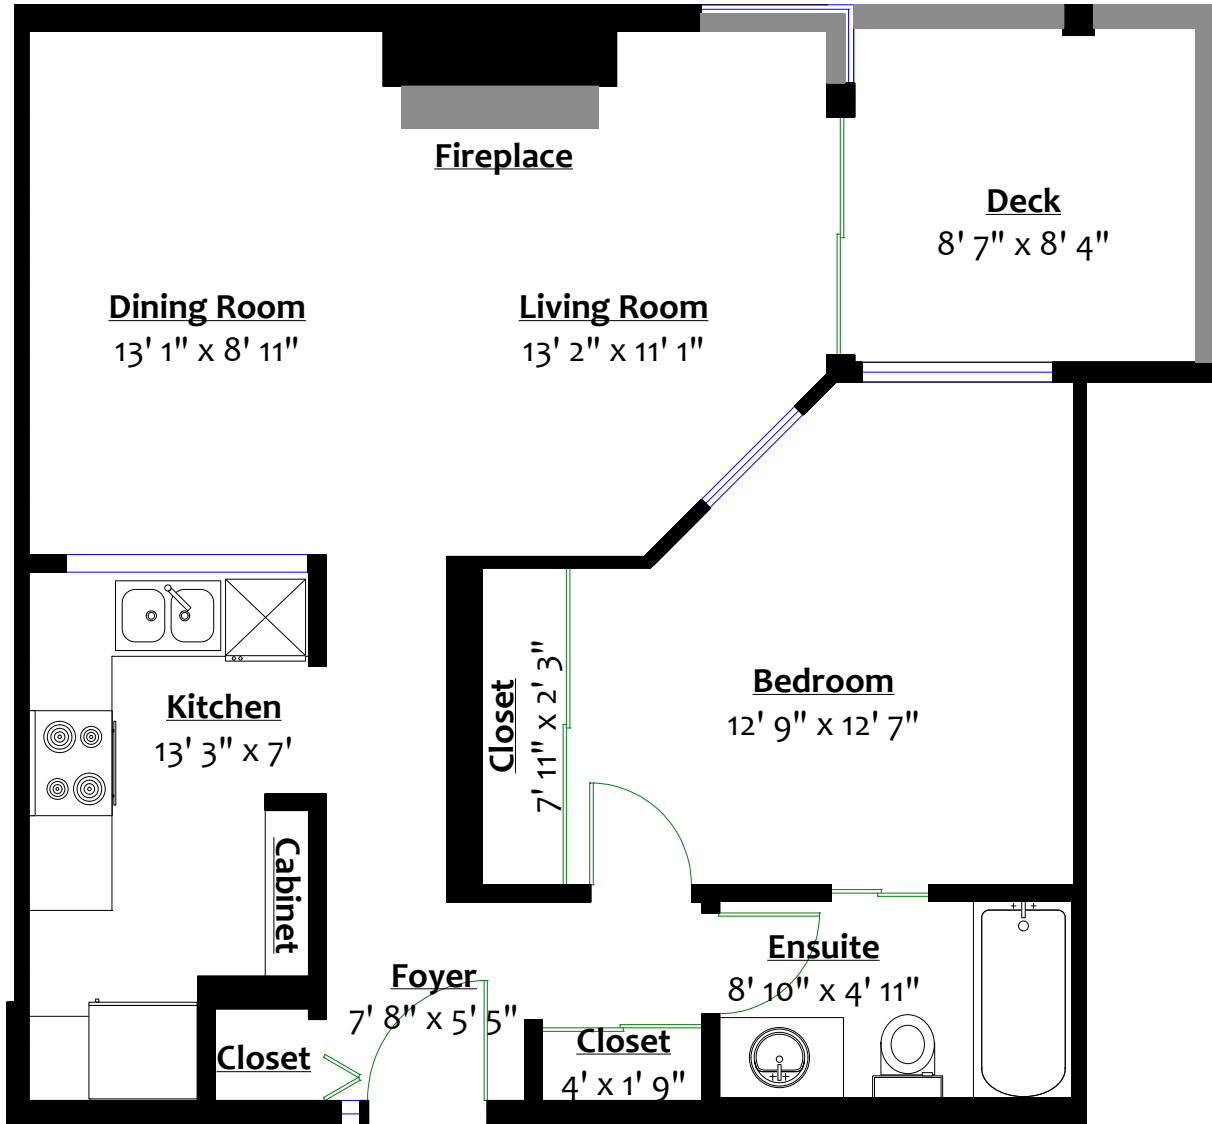 Fireplace
Deck
8' 7" x 8' 4"
Dining Room
13' 1" x 8' 11"
Living Room
13' 2" x 11' 1"
Kitchen
13' 3" x 7'
Closet
7' 11" x 2' 3"
Bedroom
12' 9" x 12' 7"
Cabinet
Foyer
7' 8" x 5' 5"
Ensuite
8' 10" x 4' 11"
Closet
Closet
4' x 1' 9"